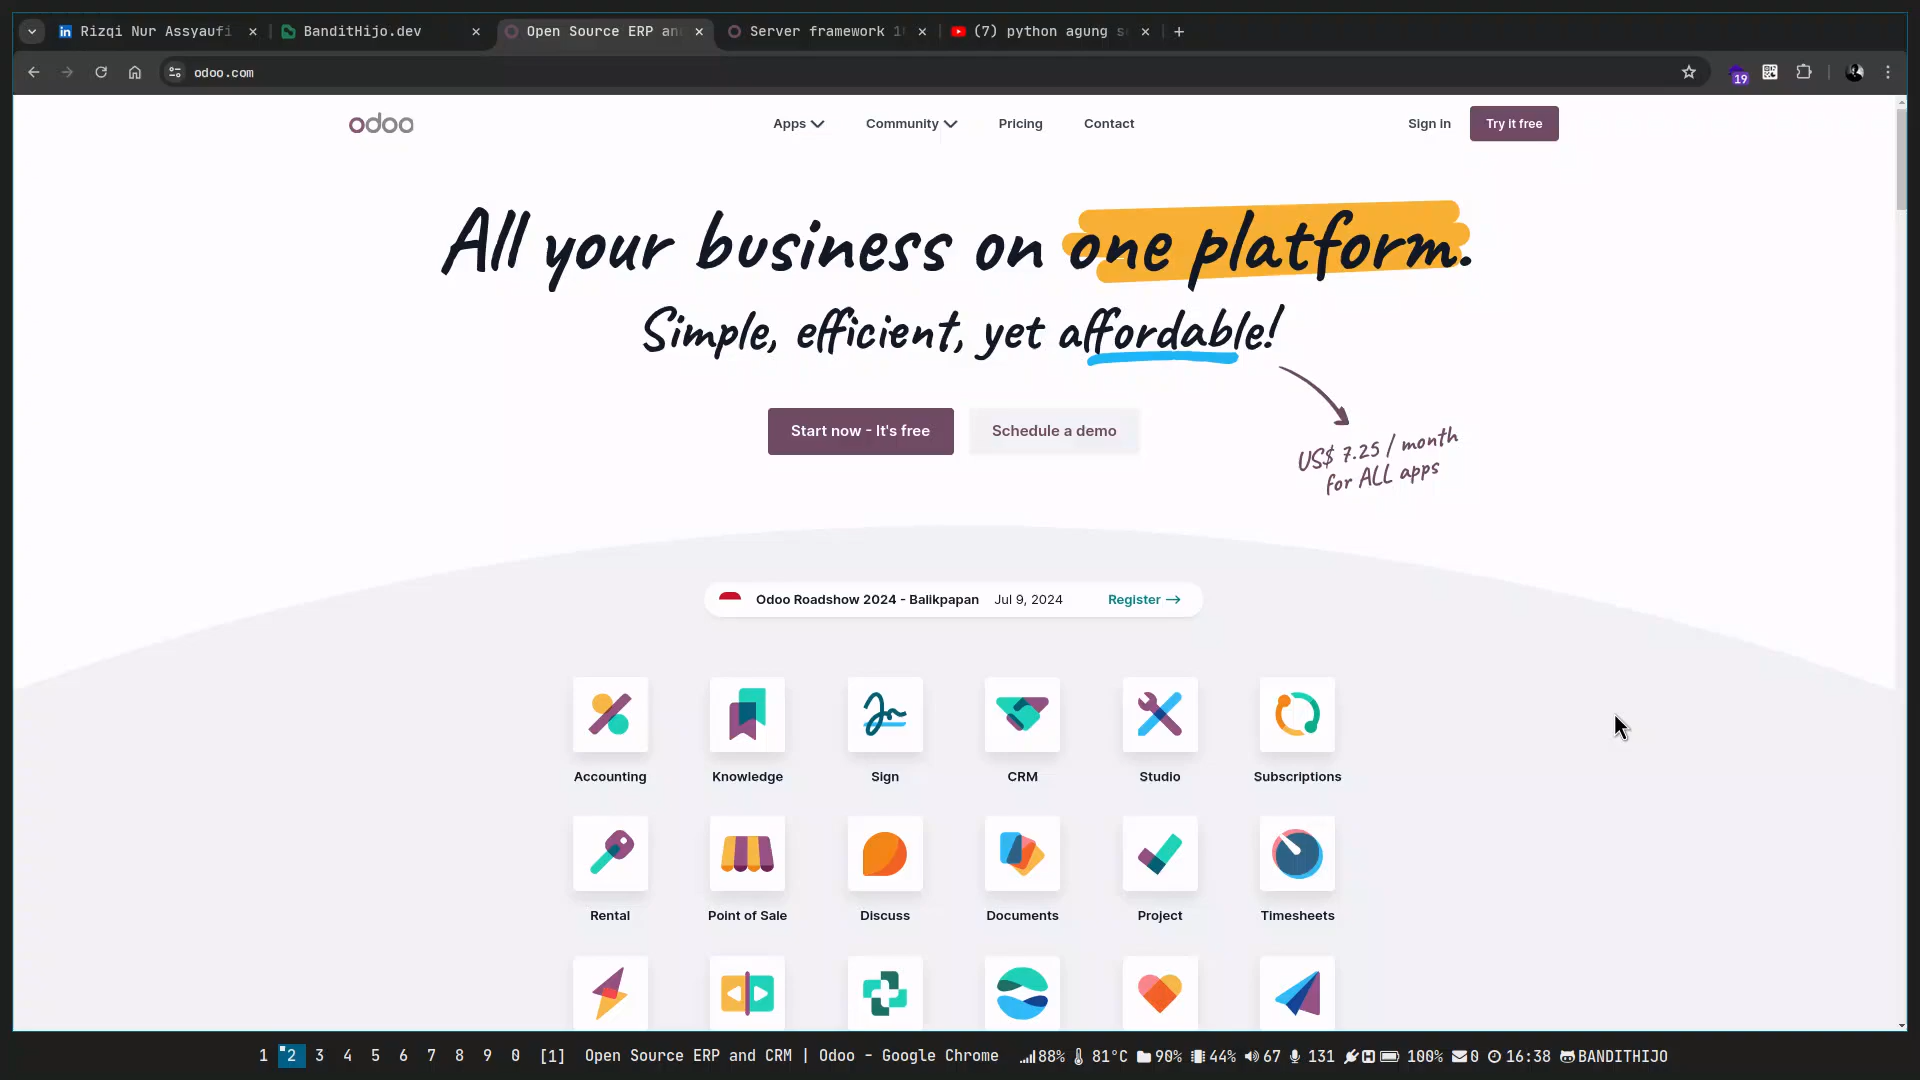 Rizqi Nur Assyaufi
BanditHijo.dev
Open Source ERP an
Server framework 1
(7) python agung s
odoo.com
19
odoo
Apps
Community
Pricing
Contact
Sign in
Try it free
All your business on one platform.
Simple, efficient, yet affordable!
Start now - It's free
Schedule a demo
US$ 7.25 / month
for ALL apps
Odoo Roadshow 2024 - Balikpapan Jul 9, 2024 Register
Accounting
Knowledge
Sign
CRM
Studio
Subscriptions
Rental
Point of Sale
Discuss
Documents
Project
Timesheets
1 2 3 4 5 6 7 8 9 0 [1] Open Source ERP and CRM | Odoo - Google Chrome 88% 81°C 90% 44% 67 131 H 100% 0 16:38 BANDITHIJO